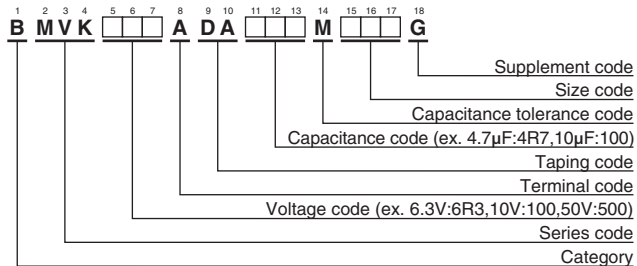 1 2 3 4 5 6 7 8 9 10 11 12 13 14 15 16 17 18
B M V K A D A M G
Supplement code
Size code
Capacitance tolerance code
Capacitance code (ex. 4.7μF:4R7,10μF:100)
Taping code
Terminal code
Voltage code (ex. 6.3V:6R3,10V:100,50V:500)
Series code
Category